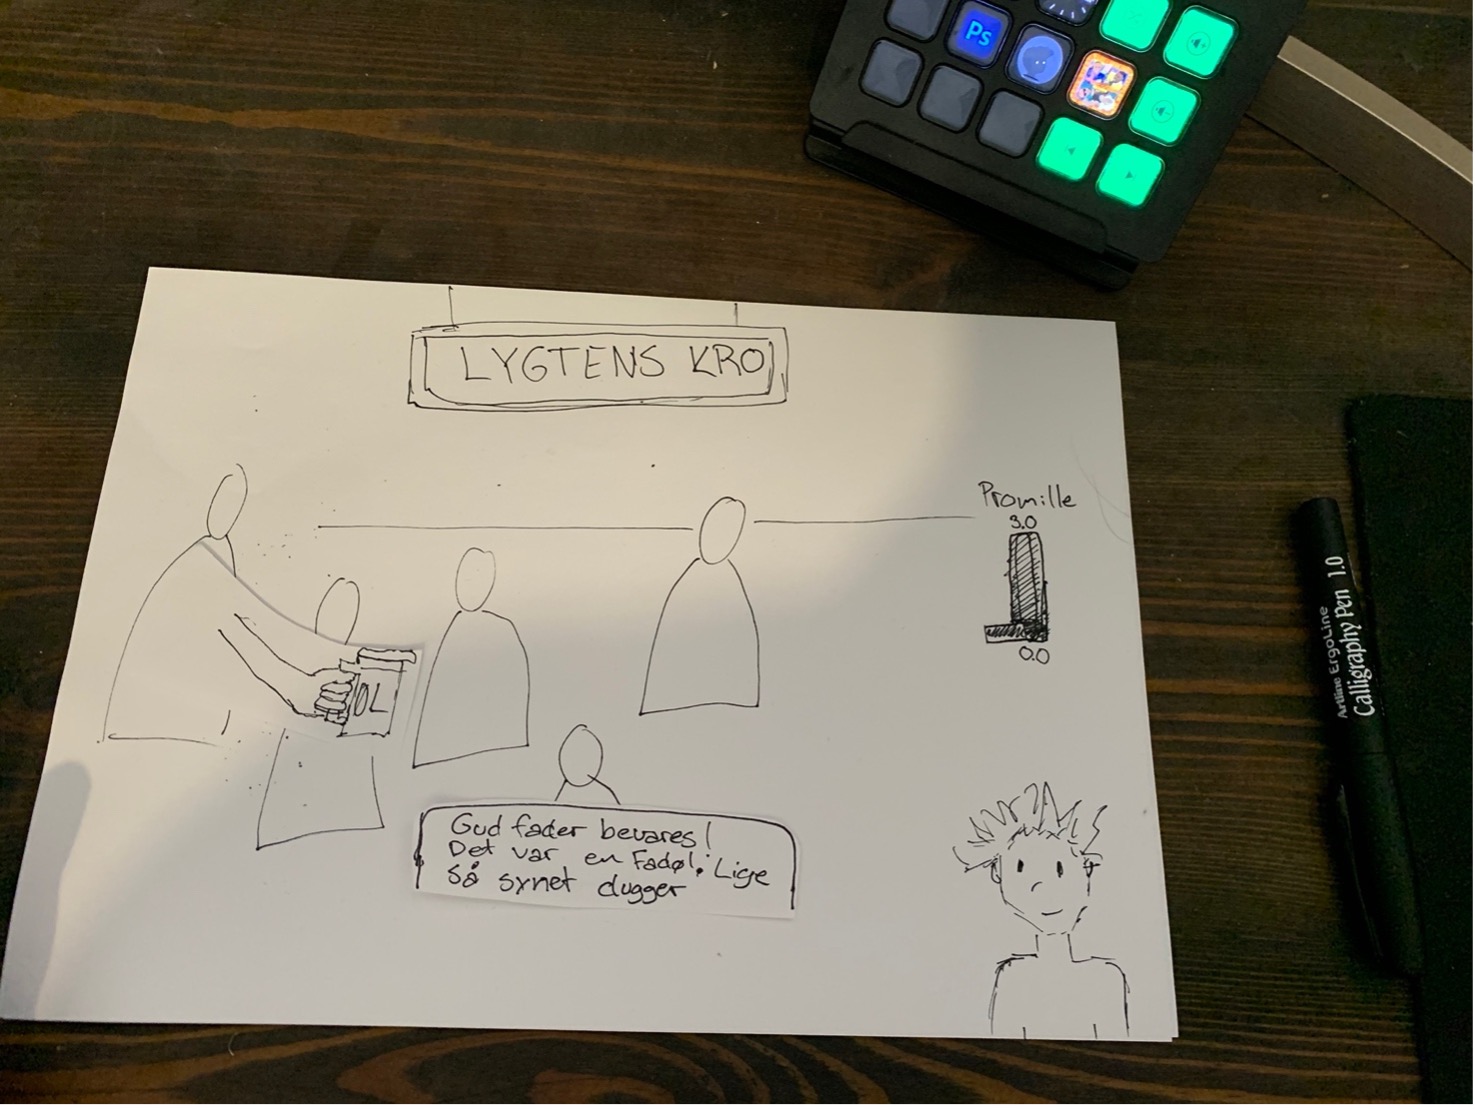 Ps
LYGTENS KRO
Promille
3.0
0.0
ØL
Gud fader bevares!
Det var en Fadøl! Lige
så synet dugger
Artline ErgoLine
Calligraphy Pen 1.0